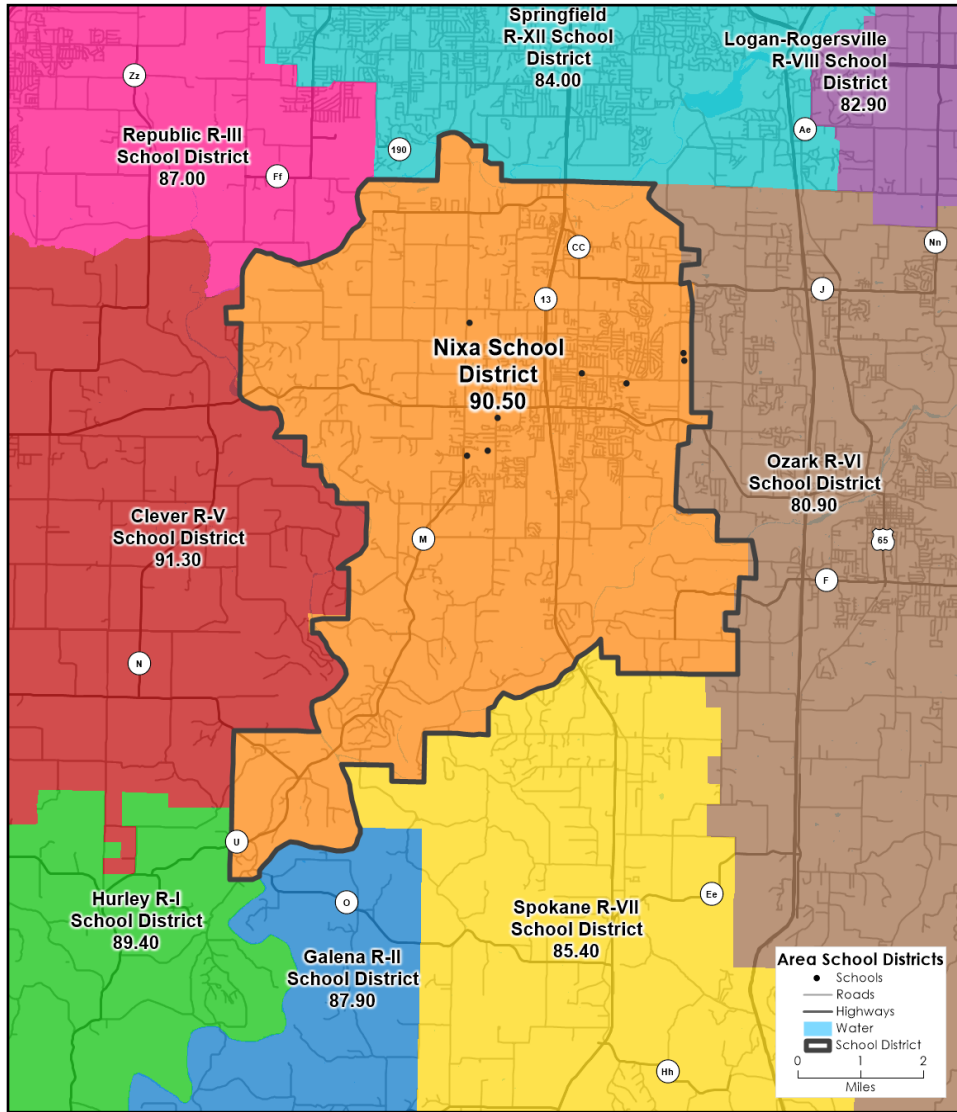 Springfield
R-XII School
District
84.00
Logan-Rogersville
R-VIII School
District
82.90
Zz
Republic R-III
School District
87.00
Ff
190
Ae
CC
Nn
13
J
Nixa School
District
90.50
Ozark R-VI
School District
80.90
Clever R-V
School District
91.30
M
65
F
N
U
Hurley R-I
School District
89.40
O
Galena R-II
School District
87.90
Ee
Spokane R-VII
School District
85.40
Hh
Area School Districts
Schools
Roads
Highways
Water
School District
0 1 2
Miles